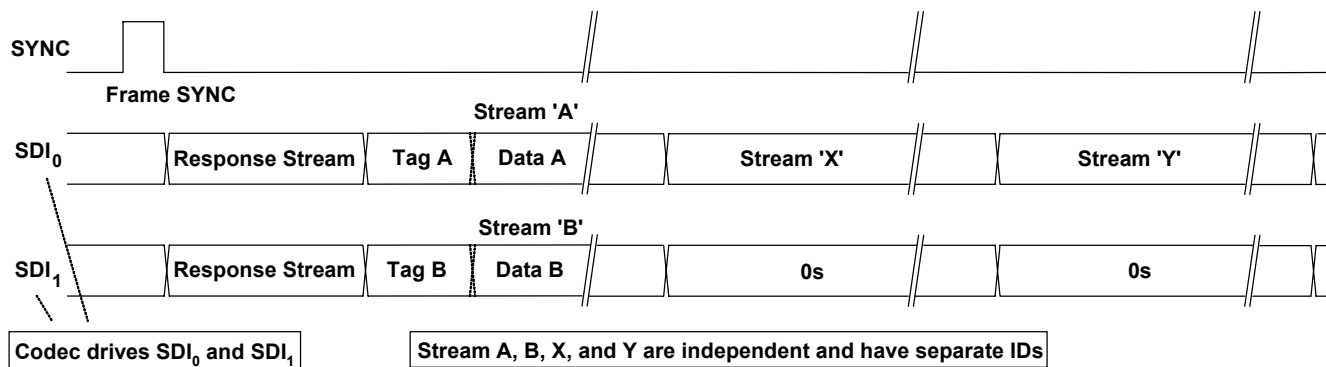 SYNC
Frame SYNC
Stream 'A'
SDI0 Response Stream Tag A Data A Stream 'X' Stream 'Y'
Stream 'B'
SDI1 Response Stream Tag B Data B 0s 0s
Codec drives SDI0 and SDI1
Stream A, B, X, and Y are independent and have separate IDs